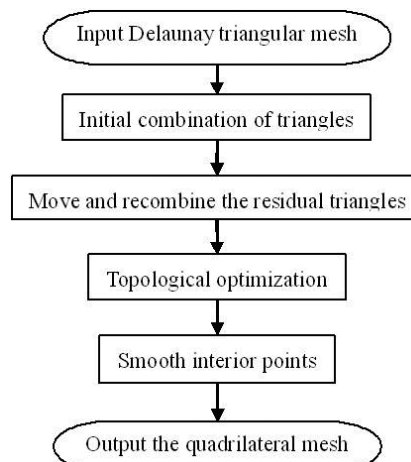 Input Delaunay triangular mesh
Initial combination of triangles
Move and recombine the residual triangles
Topological optimization
Smooth interior points
Output the quadrilateral mesh